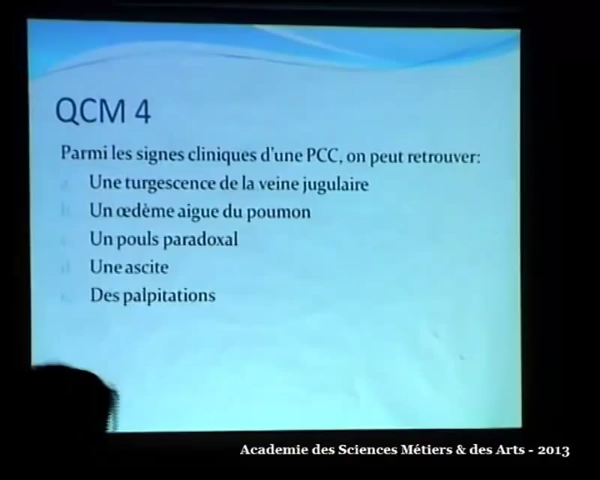 QCM 4
Parmi les signes cliniques d'une PCC, on peut retrouver:
a. Une turgescence de la veine jugulaire
b. Un œdème aigue du poumon
c. Un pouls paradoxal
d. Une ascite
e. Des palpitations
Academie des Sciences Métiers & des Arts - 2013